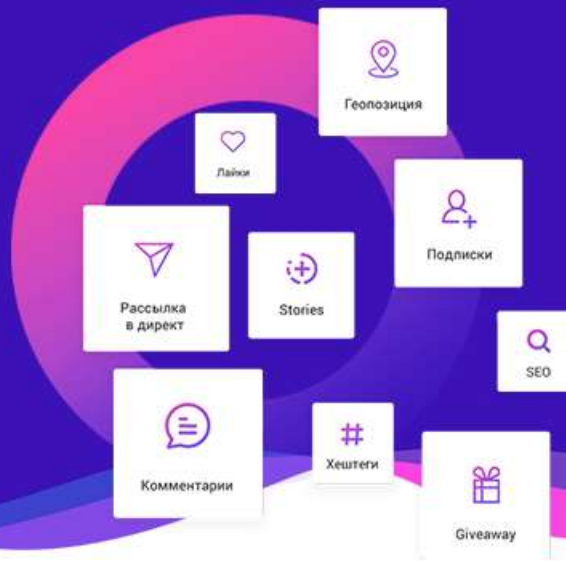 Геопозиция
Лайки
Подписки
Рассылка
в директ
Stories
SEO
Комментарии
Хештеги
Giveaway